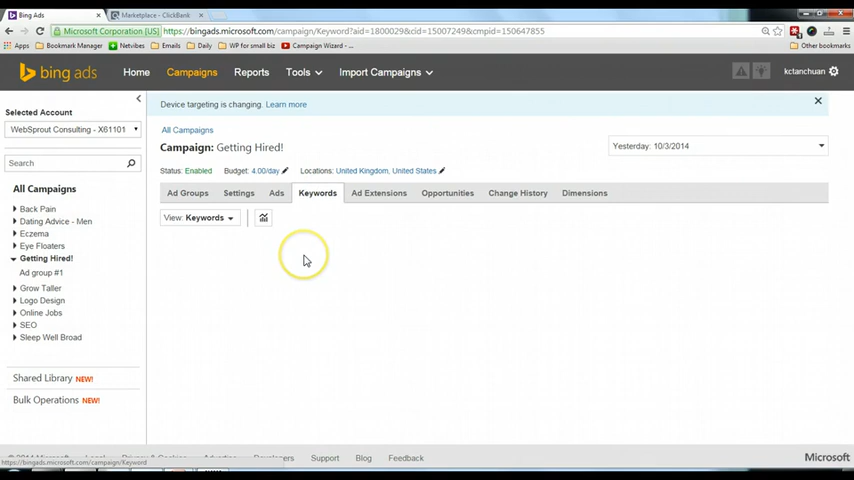 Bing Ads
Marketplace - ClickBank
Microsoft Corporation [US] https://bingads.microsoft.com/campaign/Keyword?aid=1800029&cid=15007249&cmpid=150647855
Apps Bookmark Manager Netvibes Emails Daily WP for small biz Campaign Wizard - ... Other bookmarks
bing ads Home Campaigns Reports Tools Import Campaigns kctanchuan
Device targeting is changing. Learn more
Selected Account
WebSprout Consulting - X61101
All Campaigns
Campaign: Getting Hired!
Yesterday: 10/3/2014
Search
Status: Enabled Budget: 4.00/day Locations: United Kingdom, United States
All Campaigns
Ad Groups Settings Ads Keywords Ad Extensions Opportunities Change History Dimensions
View: Keywords
Back Pain
Dating Advice - Men
Eczema
Eye Floaters
Getting Hired!
Ad group #1
Grow Taller
Logo Design
Online Jobs
SEO
Sleep Well Broad
Shared Library NEW!
Bulk Operations NEW!
Support Blog Feedback
Microsoft
https://bingads.microsoft.com/campaign/Keyword